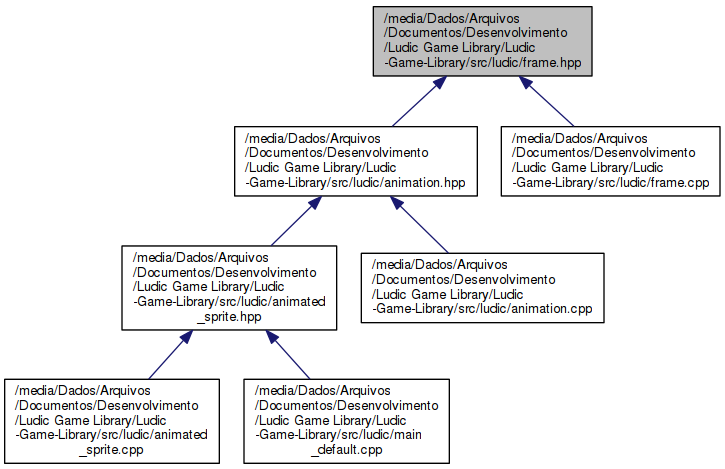 /media/Dados/Arquivos
/Documentos/Desenvolvimento
/Ludic Game Library/Ludic
-Game-Library/src/ludic/frame.hpp
/media/Dados/Arquivos
/Documentos/Desenvolvimento
/Ludic Game Library/Ludic
-Game-Library/src/ludic/animation.hpp
/media/Dados/Arquivos
/Documentos/Desenvolvimento
/Ludic Game Library/Ludic
-Game-Library/src/ludic/frame.cpp
/media/Dados/Arquivos
/Documentos/Desenvolvimento
/Ludic Game Library/Ludic
-Game-Library/src/ludic/animated
_sprite.hpp
/media/Dados/Arquivos
/Documentos/Desenvolvimento
/Ludic Game Library/Ludic
-Game-Library/src/ludic/animation.cpp
/media/Dados/Arquivos
/Documentos/Desenvolvimento
/Ludic Game Library/Ludic
-Game-Library/src/ludic/animated
_sprite.cpp
/media/Dados/Arquivos
/Documentos/Desenvolvimento
/Ludic Game Library/Ludic
-Game-Library/src/ludic/main
_default.cpp